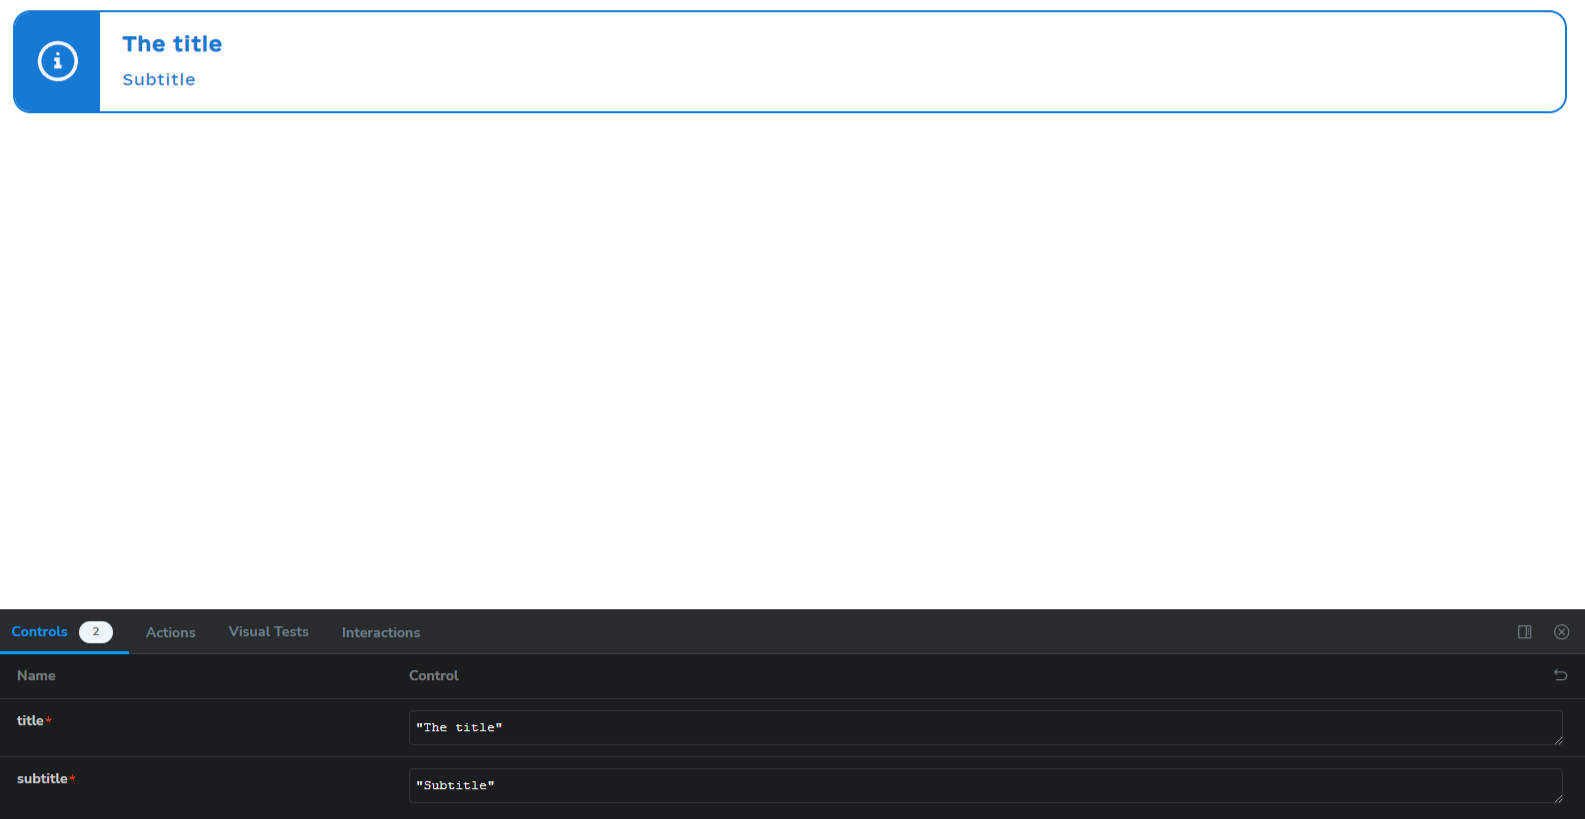 The title
Subtitle
Controls 2 Actions Visual Tests Interactions
Name Control
title* "The title"
subtitle* "Subtitle"